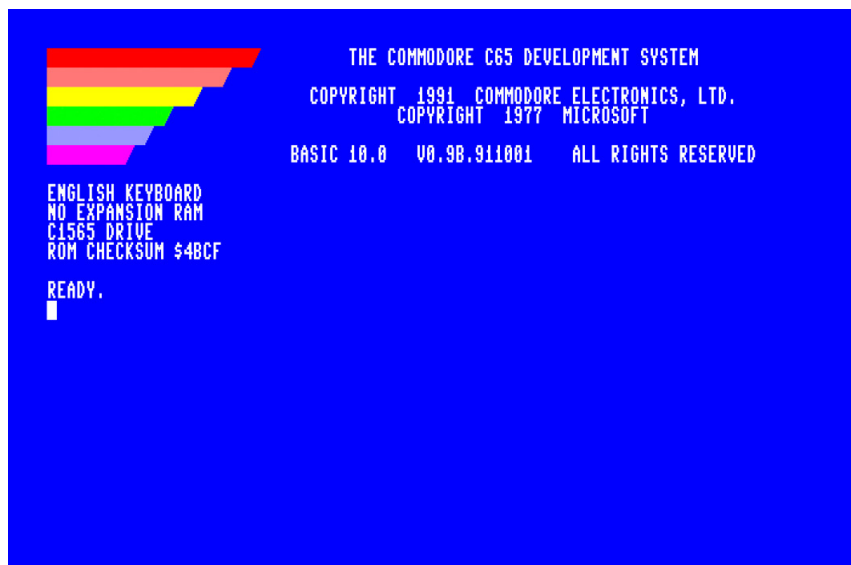 THE COMMODORE C65 DEVELOPMENT SYSTEM
COPYRIGHT  1991  COMMODORE ELECTRONICS, LTD.
COPYRIGHT  1977  MICROSOFT
BASIC 10.0   V0.9B.911001    ALL RIGHTS RESERVED
ENGLISH KEYBOARD
NO EXPANSION RAM
C1565 DRIVE
ROM CHECKSUM $4BCF
READY.